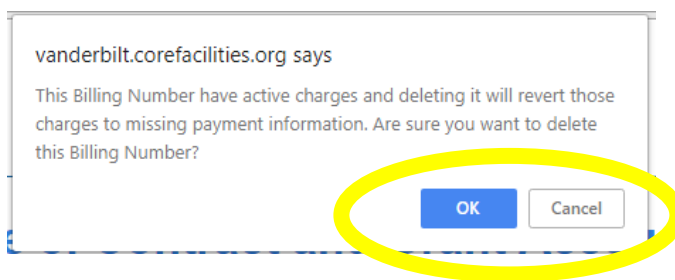 vanderbilt.corefacilities.org says
This Billing Number have active charges and deleting it will revert those
charges to missing payment information. Are sure you want to delete
this Billing Number?
OK Cancel